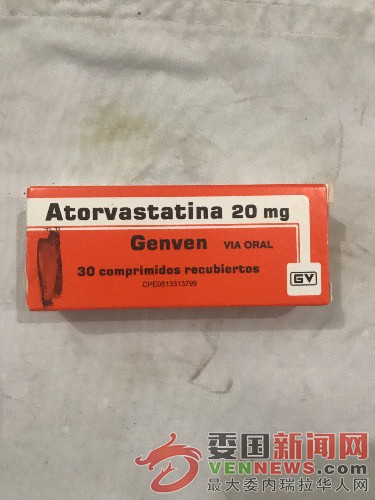 Atorvastatina 20 mg
Genven VIA ORAL
30 comprimidos recubiertos
CPE0813313799
GV
委国新闻网
VENNEWS.com
最大委内瑞拉华人网